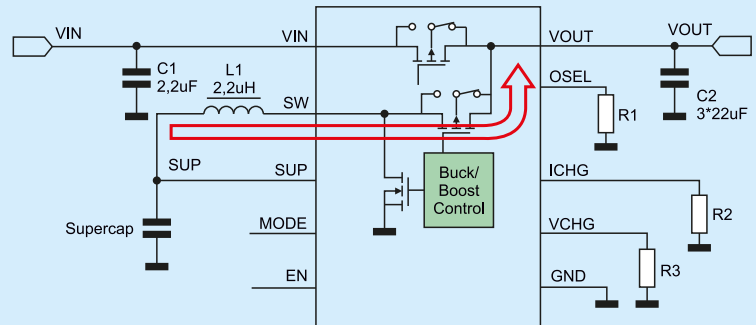 VIN
VIN
VOUT
VOUT
C1
2,2uF
L1
2,2uH
SW
OSEL
R1
C2
3*22uF
SUP
SUP
Buck/
Boost
Control
ICHG
R2
Supercap
MODE
VCHG
R3
EN
GND